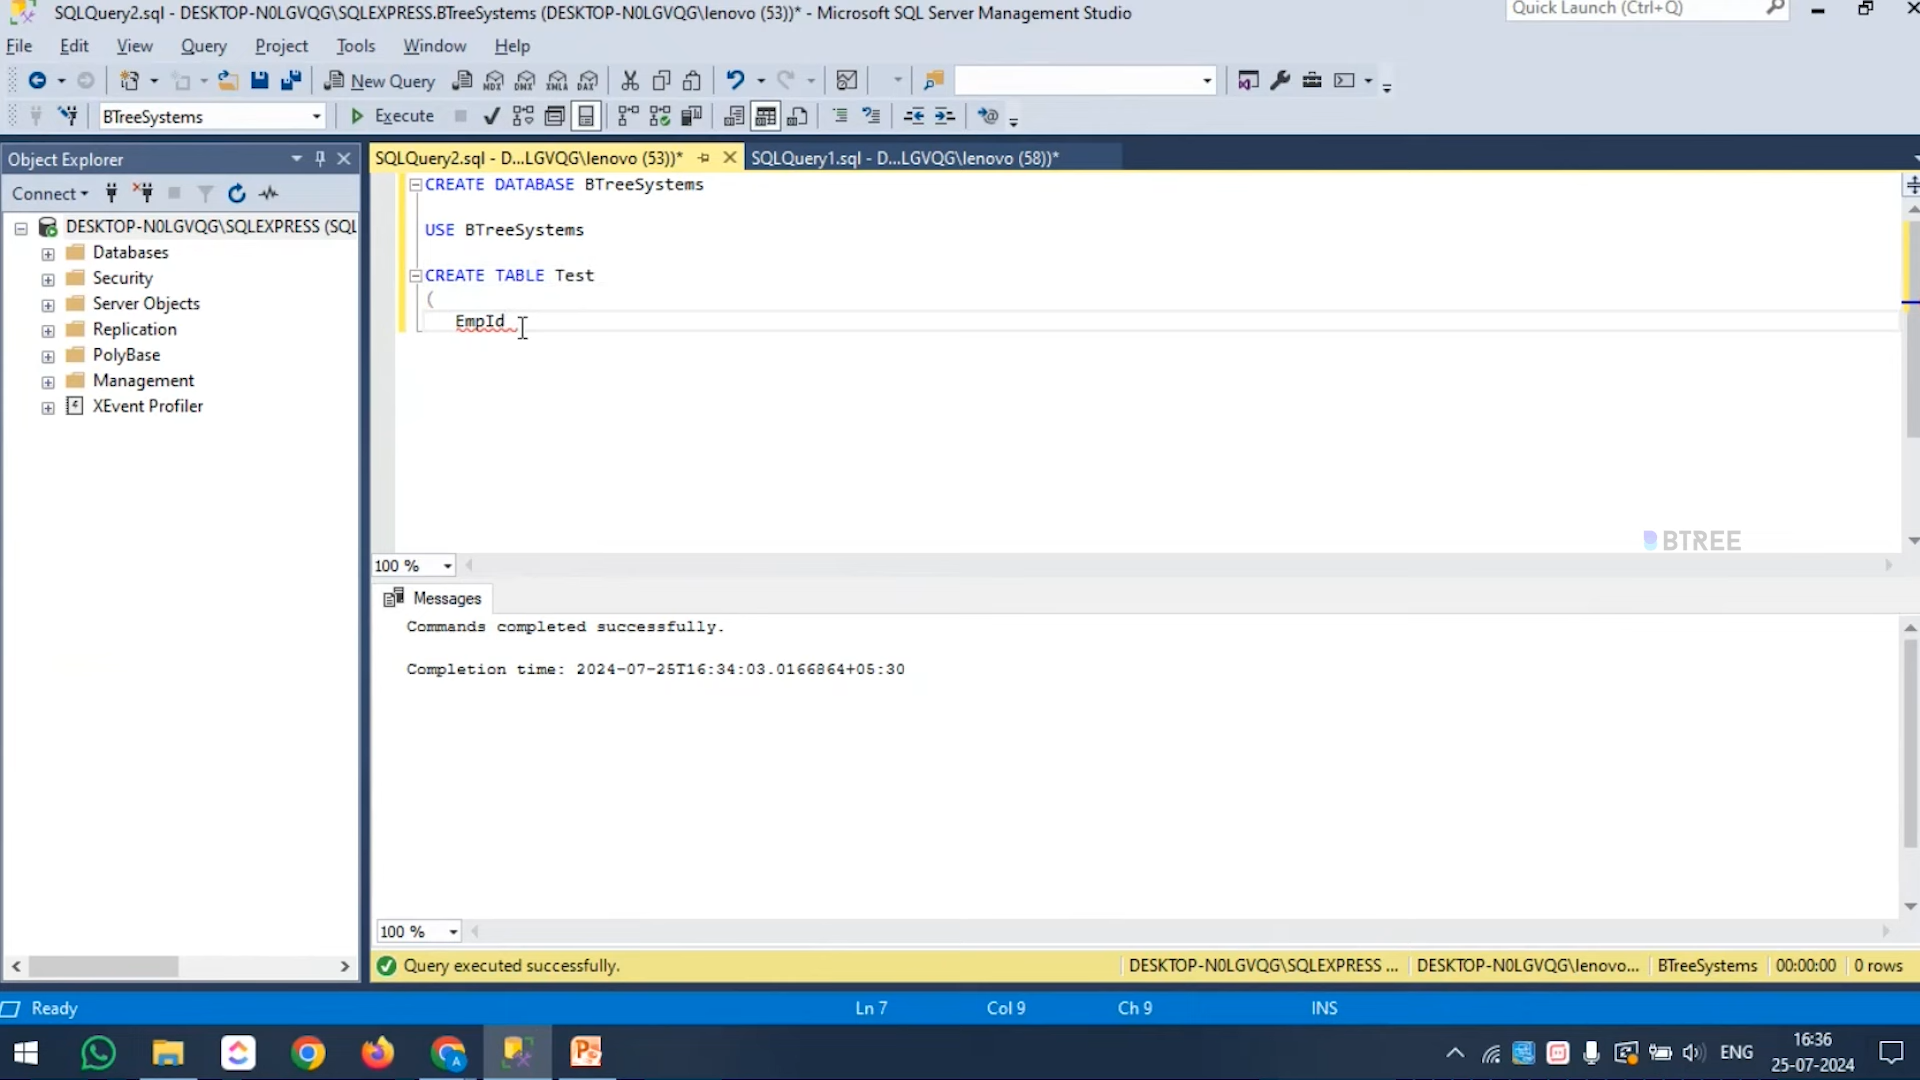 SQLQuery2.sql - DESKTOP-N0LGVQG\SQLEXPRESS.BTreeSystems (DESKTOP-N0LGVQG\lenovo (53))* - Microsoft SQL Server Management Studio
Quick Launch (Ctrl+Q)
File Edit View Query Project Tools Window Help
New Query MDX DMX XMLA DAX
BTreeSystems Execute
Object Explorer
SQLQuery2.sql - D...LGVQG\lenovo (53))* SQLQuery1.sql - D...LGVQG\lenovo (58))*
Connect
DESKTOP-N0LGVQG\SQLEXPRESS (SQL
Databases
Security
Server Objects
Replication
PolyBase
Management
XEvent Profiler
CREATE DATABASE BTreeSystems
USE BTreeSystems
CREATE TABLE Test
(
EmpId
BTREE
100 %
Messages
Commands completed successfully.
Completion time: 2024-07-25T16:34:03.0166864+05:30
100 %
Query executed successfully. DESKTOP-N0LGVQG\SQLEXPRESS ... DESKTOP-N0LGVQG\lenovo... BTreeSystems 00:00:00 0 rows
Ready Ln 7 Col 9 Ch 9 INS
ENG
16:36
25-07-2024